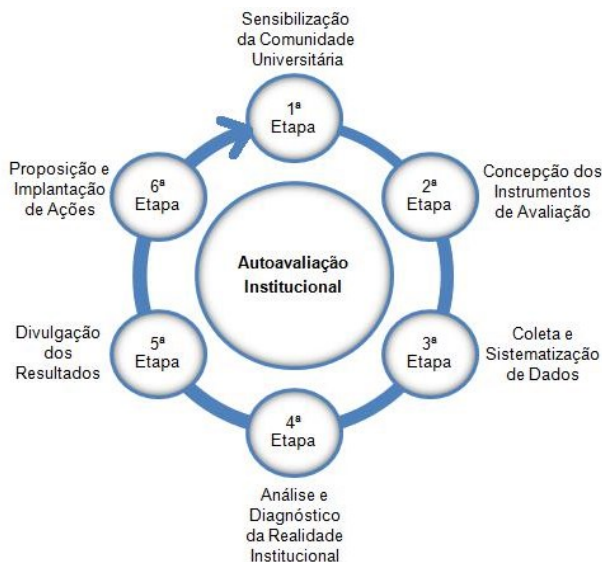 Sensibilização
da Comunidade
Universitária
1ª
Etapa
2ª
Etapa
Concepção dos
Instrumentos
de Avaliação
3ª
Etapa
Coleta e
Sistematização
de Dados
4ª
Etapa
Análise e
Diagnóstico
da Realidade
Institucional
5ª
Etapa
Divulgação
dos
Resultados
6ª
Etapa
Proposição e
Implantação
de Ações
Autoavaliação
Institucional